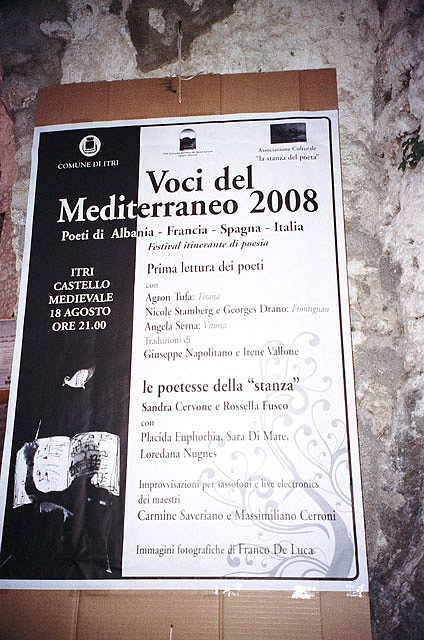 COMUNE DI ITRI
Associazione Culturale
"la stanza del poeta"
Voci del
Mediterraneo 2008
Poeti di Albania - Francia - Spagna - Italia
Festival itinerante di poesia
ITRI
CASTELLO
MEDIEVALE
18 AGOSTO
ORE 21.00
Prima lettura dei poeti
con
Agron Tufa: Tirana
Nicole Stamberg e Georges Drano: Frontignan
Angela Serna: Vitoria
Traduzioni di
Giuseppe Napolitano e Irene Vallone
le poetesse della "stanza"
Sandra Cervone e Rossella Fusco
con
Placida Euphorbia, Sara Di Mare,
Loredana Nugnes
Improvvisazioni per sassofoni e live electronics
dei maestri
Carmine Saveriano e Massimiliano Cerroni
Immagini fotografiche di Franco De Luca